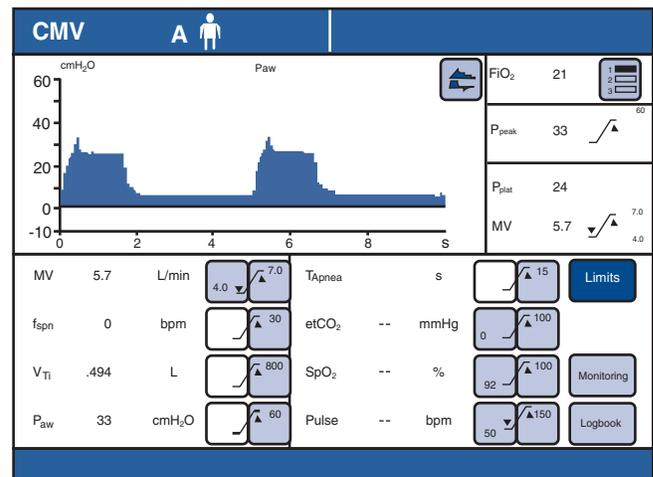 CMV A
cmH2O Paw
60
40
20
0
-10
0 2 4 6 8 S
FiO2 21 1 2 3
Ppeak 33 60
Pplat 24
MV 5.7 7.0 4.0
MV 5.7 L/min 4.0 7.0
fspn 0 bpm 30
VTi .494 L 800
Paw 33 cmH2O 60
TApnea s 15 Limits
etCO2 -- mmHg 0 100
SpO2 -- % 92 100 Monitoring
Pulse -- bpm 50 150 Logbook